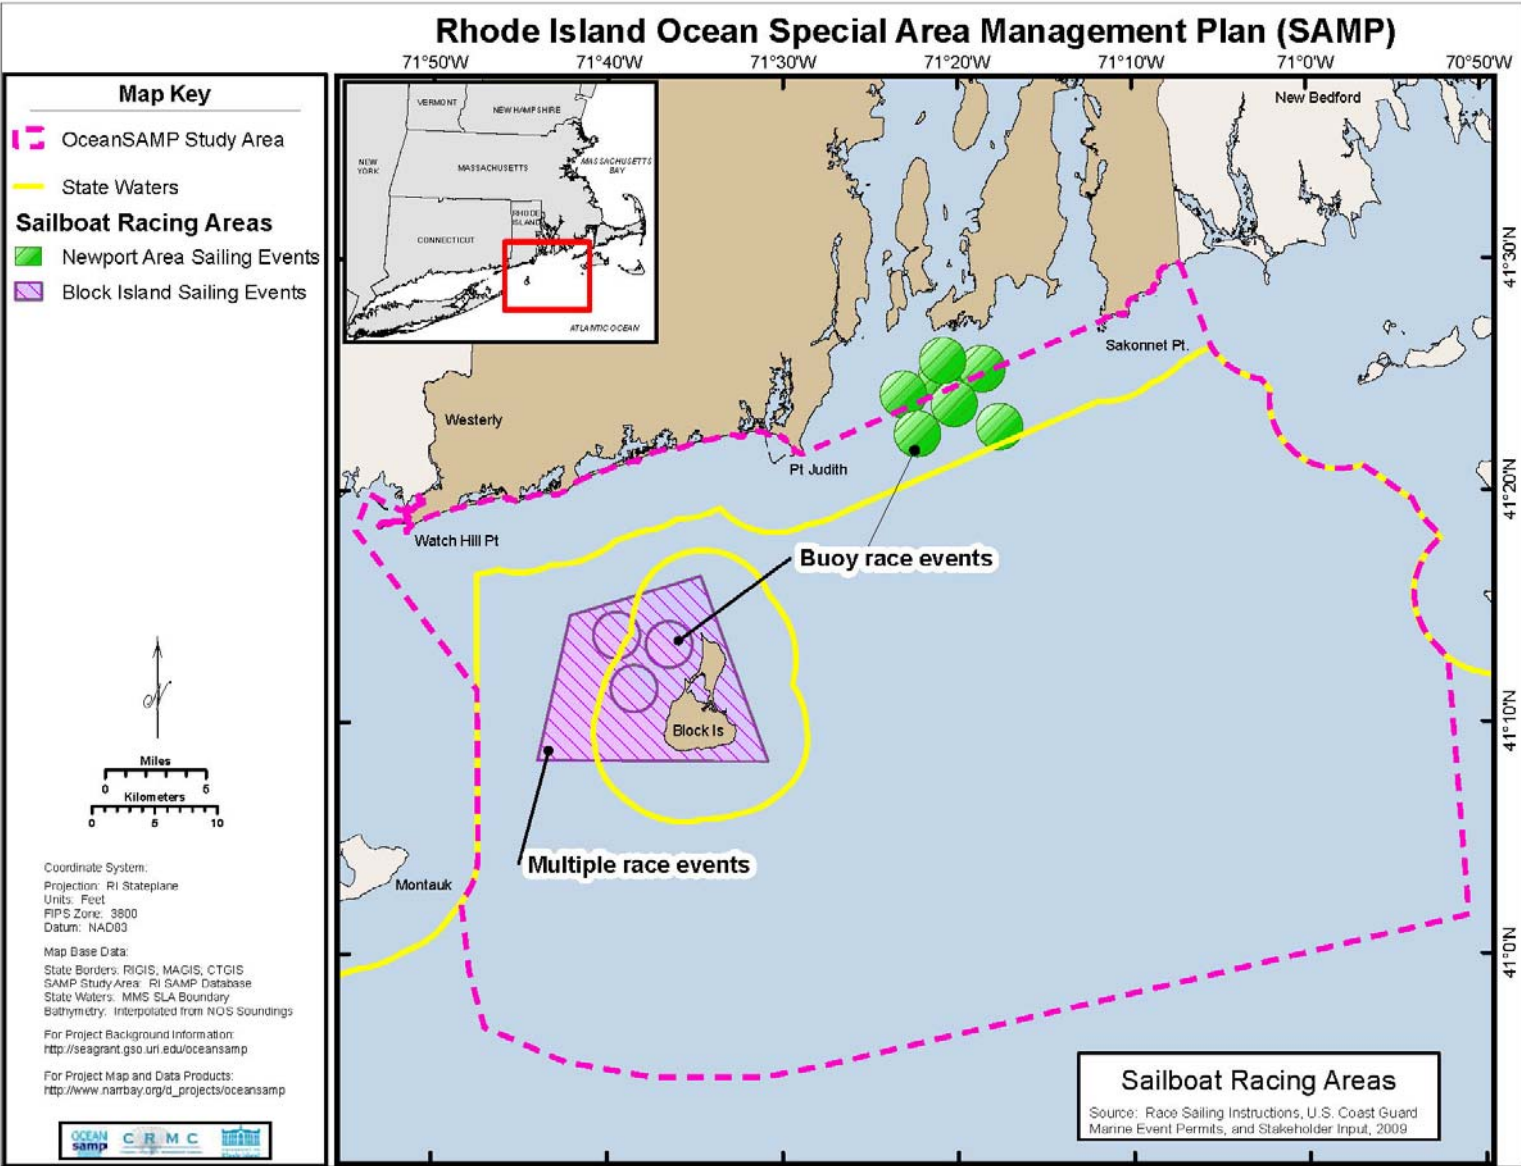 Rhode Island Ocean Special Area Management Plan (SAMP)
71°50'W 71°40'W 71°30'W 71°20'W 71°10'W 71°0'W 70°50'W
Map Key
OceanSAMP Study Area
State Waters
Sailboat Racing Areas
Newport Area Sailing Events
Block Island Sailing Events
VERMONT
NEW HAMPSHIRE
NEW
YORK
MASSACHUSETTS
MASSACHUSETTS
BAY
RHODE
ISLAND
CONNECTICUT
ATLANTIC OCEAN
New Bedford
41°30'N
Sakonnet Pt.
Westerly
Pt Judith
41°20'N
Watch Hill Pt
Buoy race events
Block Is
41°10'N
Multiple race events
Montauk
41°0'N
Miles
0 5
Kilometers
0 5 10
Coordinate System:
Projection: RI Stateplane
Units: Feet
FIPS Zone: 3800
Datum: NAD83
Map Base Data:
State Borders: RIGIS, MAGIS, CTGIS
SAMP Study Area: RI SAMP Database
State Waters: MMS SLA Boundary
Bathymetry: Interpolated from NOS Soundings
For Project Background Information:
http://seagrant.gso.uri.edu/oceansamp
For Project Map and Data Products:
http://www.narrbay.org/d_projects/oceansamp
OCEAN
samp
CRMC
Sailboat Racing Areas
Source: Race Sailing Instructions, U.S. Coast Guard
Marine Event Permits, and Stakeholder Input, 2009